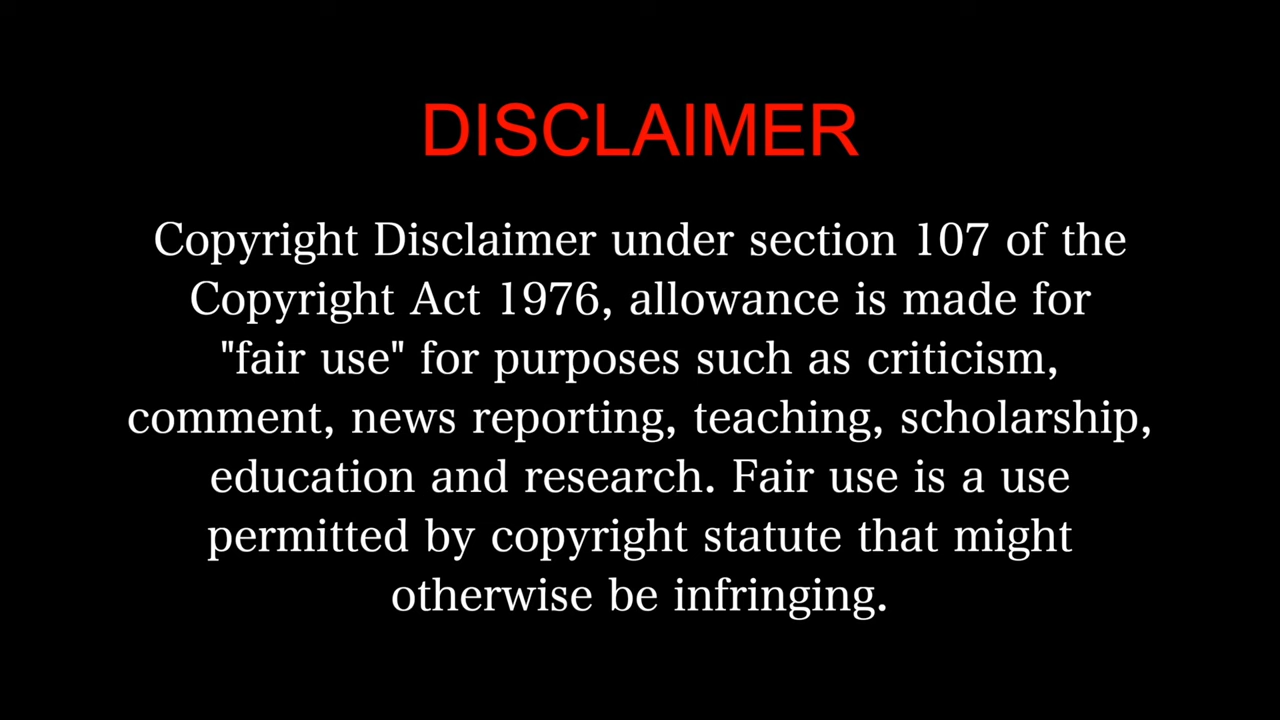 DISCLAIMER
Copyright Disclaimer under section 107 of the
Copyright Act 1976, allowance is made for
"fair use" for purposes such as criticism,
comment, news reporting, teaching, scholarship,
education and research. Fair use is a use
permitted by copyright statute that might
otherwise be infringing.